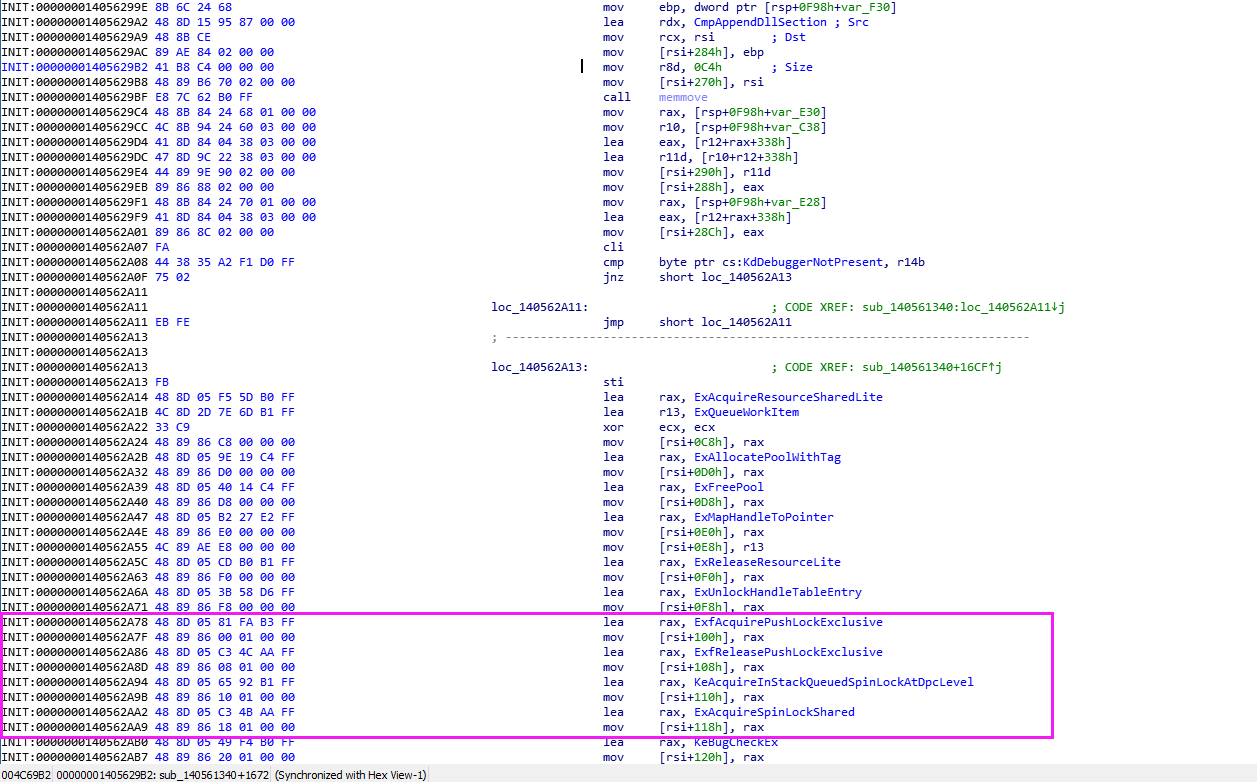 INIT:000000014056299E 8B 6C 24 68 mov ebp, dword ptr [rsp+0F98h+var_F30]
INIT:00000001405629A2 48 8D 15 95 87 00 00 lea rdx, CmpAppendDllSection ; Src
INIT:00000001405629A9 48 8B CE mov rcx, rsi ; Dst
INIT:00000001405629AC 89 AE 84 02 00 00 mov [rsi+284h], ebp
INIT:00000001405629B2 41 B8 C4 00 00 00 mov r8d, 0C4h ; Size
INIT:00000001405629B8 48 89 B6 70 02 00 00 mov [rsi+270h], rsi
INIT:00000001405629BF E8 7C 62 B0 FF call memmove
INIT:00000001405629C4 48 8B 84 24 68 01 00 00 mov rax, [rsp+0F98h+var_E30]
INIT:00000001405629CC 4C 8B 94 24 60 03 00 00 mov r10, [rsp+0F98h+var_C38]
INIT:00000001405629D4 41 8D 84 04 38 03 00 00 lea eax, [r12+rax+338h]
INIT:00000001405629DC 47 8D 9C 22 38 03 00 00 lea r11d, [r10+r12+338h]
INIT:00000001405629E4 44 89 9E 90 02 00 00 mov [rsi+290h], r11d
INIT:00000001405629EB 89 86 88 02 00 00 mov [rsi+288h], eax
INIT:00000001405629F1 48 8B 84 24 70 01 00 00 mov rax, [rsp+0F98h+var_E28]
INIT:00000001405629F9 41 8D 84 04 38 03 00 00 lea eax, [r12+rax+338h]
INIT:0000000140562A01 89 86 8C 02 00 00 mov [rsi+28Ch], eax
INIT:0000000140562A07 FA cli
INIT:0000000140562A08 44 38 35 A2 F1 D0 FF cmp byte ptr cs:KdDebuggerNotPresent, r14b
INIT:0000000140562A0F 75 02 jnz short loc_140562A13
INIT:0000000140562A11
INIT:0000000140562A11 loc_140562A11: ; CODE XREF: sub_140561340:loc_140562A11↓j
INIT:0000000140562A11 EB FE jmp short loc_140562A11
INIT:0000000140562A13 ; ---------------------------------------------------------------------------
INIT:0000000140562A13
INIT:0000000140562A13 loc_140562A13: ; CODE XREF: sub_140561340+16CF↑j
INIT:0000000140562A13 FB sti
INIT:0000000140562A14 48 8D 05 F5 5D B0 FF lea rax, ExAcquireResourceSharedLite
INIT:0000000140562A1B 4C 8D 2D 7E 6D B1 FF lea r13, ExQueueWorkItem
INIT:0000000140562A22 33 C9 xor ecx, ecx
INIT:0000000140562A24 48 89 86 C8 00 00 00 mov [rsi+0C8h], rax
INIT:0000000140562A2B 48 8D 05 9E 19 C4 FF lea rax, ExAllocatePoolWithTag
INIT:0000000140562A32 48 89 86 D0 00 00 00 mov [rsi+0D0h], rax
INIT:0000000140562A39 48 8D 05 40 14 C4 FF lea rax, ExFreePool
INIT:0000000140562A40 48 89 86 D8 00 00 00 mov [rsi+0D8h], rax
INIT:0000000140562A47 48 8D 05 B2 27 E2 FF lea rax, ExMapHandleToPointer
INIT:0000000140562A4E 48 89 86 E0 00 00 00 mov [rsi+0E0h], rax
INIT:0000000140562A55 4C 89 AE E8 00 00 00 mov [rsi+0E8h], r13
INIT:0000000140562A5C 48 8D 05 CD B0 B1 FF lea rax, ExReleaseResourceLite
INIT:0000000140562A63 48 89 86 F0 00 00 00 mov [rsi+0F0h], rax
INIT:0000000140562A6A 48 8D 05 3B 58 D6 FF lea rax, ExUnlockHandleTableEntry
INIT:0000000140562A71 48 89 86 F8 00 00 00 mov [rsi+0F8h], rax
INIT:0000000140562A78 48 8D 05 81 FA B3 FF lea rax, ExfAcquirePushLockExclusive
INIT:0000000140562A7F 48 89 86 00 01 00 00 mov [rsi+100h], rax
INIT:0000000140562A86 48 8D 05 C3 4C AA FF lea rax, ExfReleasePushLockExclusive
INIT:0000000140562A8D 48 89 86 08 01 00 00 mov [rsi+108h], rax
INIT:0000000140562A94 48 8D 05 65 92 B1 FF lea rax, KeAcquireInStackQueuedSpinLockAtDpcLevel
INIT:0000000140562A9B 48 89 86 10 01 00 00 mov [rsi+110h], rax
INIT:0000000140562AA2 48 8D 05 C3 4B AA FF lea rax, ExAcquireSpinLockShared
INIT:0000000140562AA9 48 89 86 18 01 00 00 mov [rsi+118h], rax
INIT:0000000140562AB0 48 8D 05 49 F4 B0 FF lea rax, KeBugCheckEx
INIT:0000000140562AB7 48 89 86 20 01 00 00 mov [rsi+120h], rax
004C69B2 00000001405629B2: sub_140561340+1672 (Synchronized with Hex View-1)